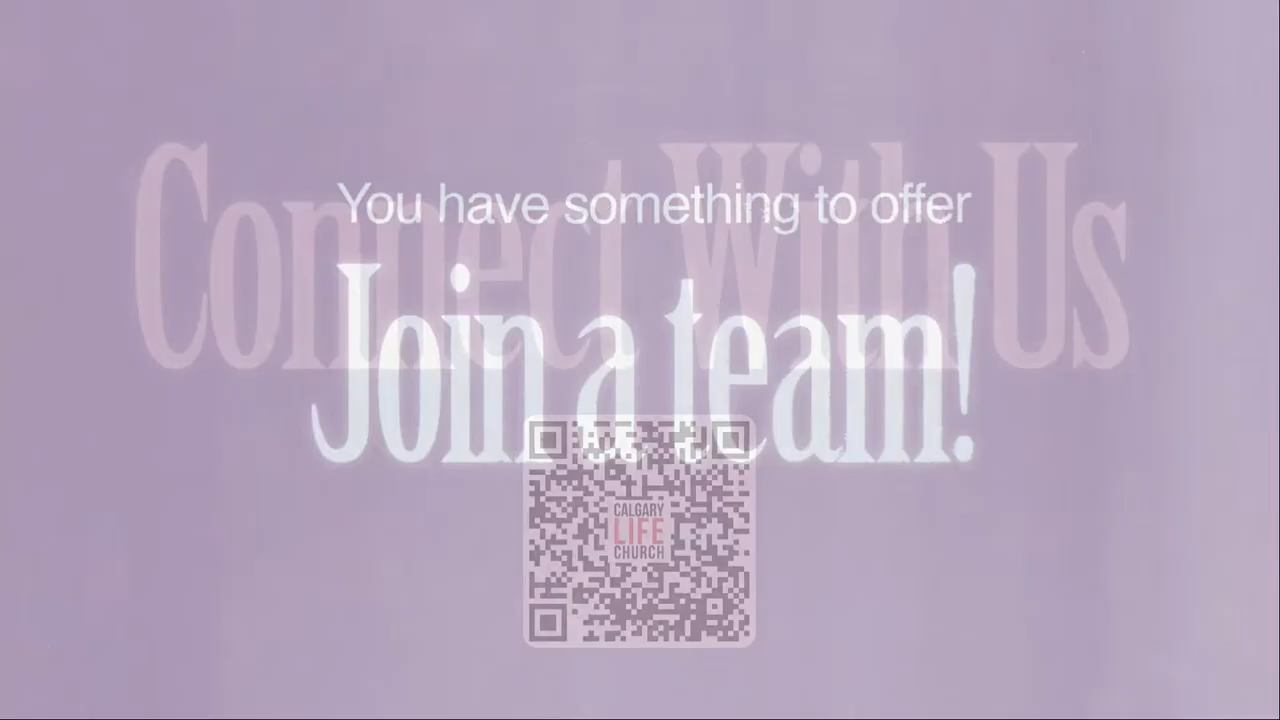 Connect With Us
You have something to offer
Join a team!
CALGARY
LIFE
CHURCH